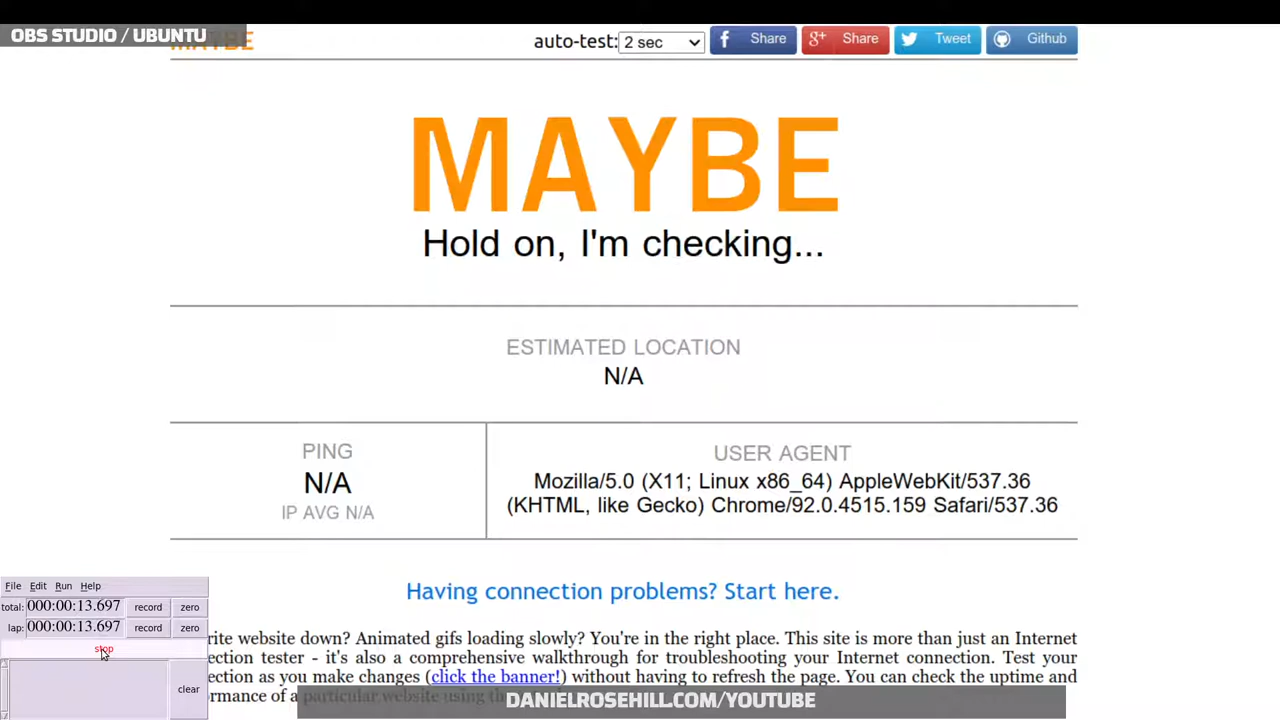 OBS STUDIO / UBUNTU
MAYBE
auto-test: 2 sec
Share
g+ Share
Tweet
Github
MAYBE
Hold on, I'm checking...
ESTIMATED LOCATION
N/A
PING
N/A
IP AVG N/A
USER AGENT
Mozilla/5.0 (X11; Linux x86_64) AppleWebKit/537.36
(KHTML, like Gecko) Chrome/92.0.4515.159 Safari/537.36
Having connection problems? Start here.
File Edit Run Help
total: 000:00:13.697 record zero
lap: 000:00:13.697 record zero
stop
clear
rite website down? Animated gifs loading slowly? You're in the right place. This site is more than just an Internet
ection tester - it's also a comprehensive walkthrough for troubleshooting your Internet connection. Test your
ection as you make changes (click the banner!) without having to refresh the page. You can check the uptime and
rmance of a particular website using the
DANIELROSEHILL.COM/YOUTUBE